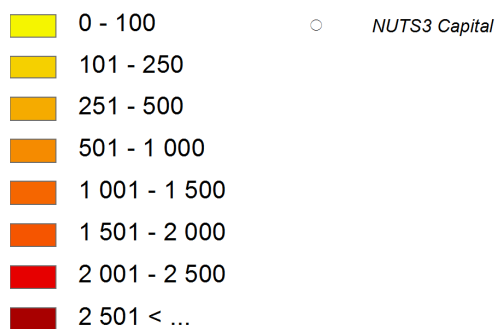 0 - 100
NUTS3 Capital
101 - 250
251 - 500
501 - 1 000
1 001 - 1 500
1 501 - 2 000
2 001 - 2 500
2 501 < ...